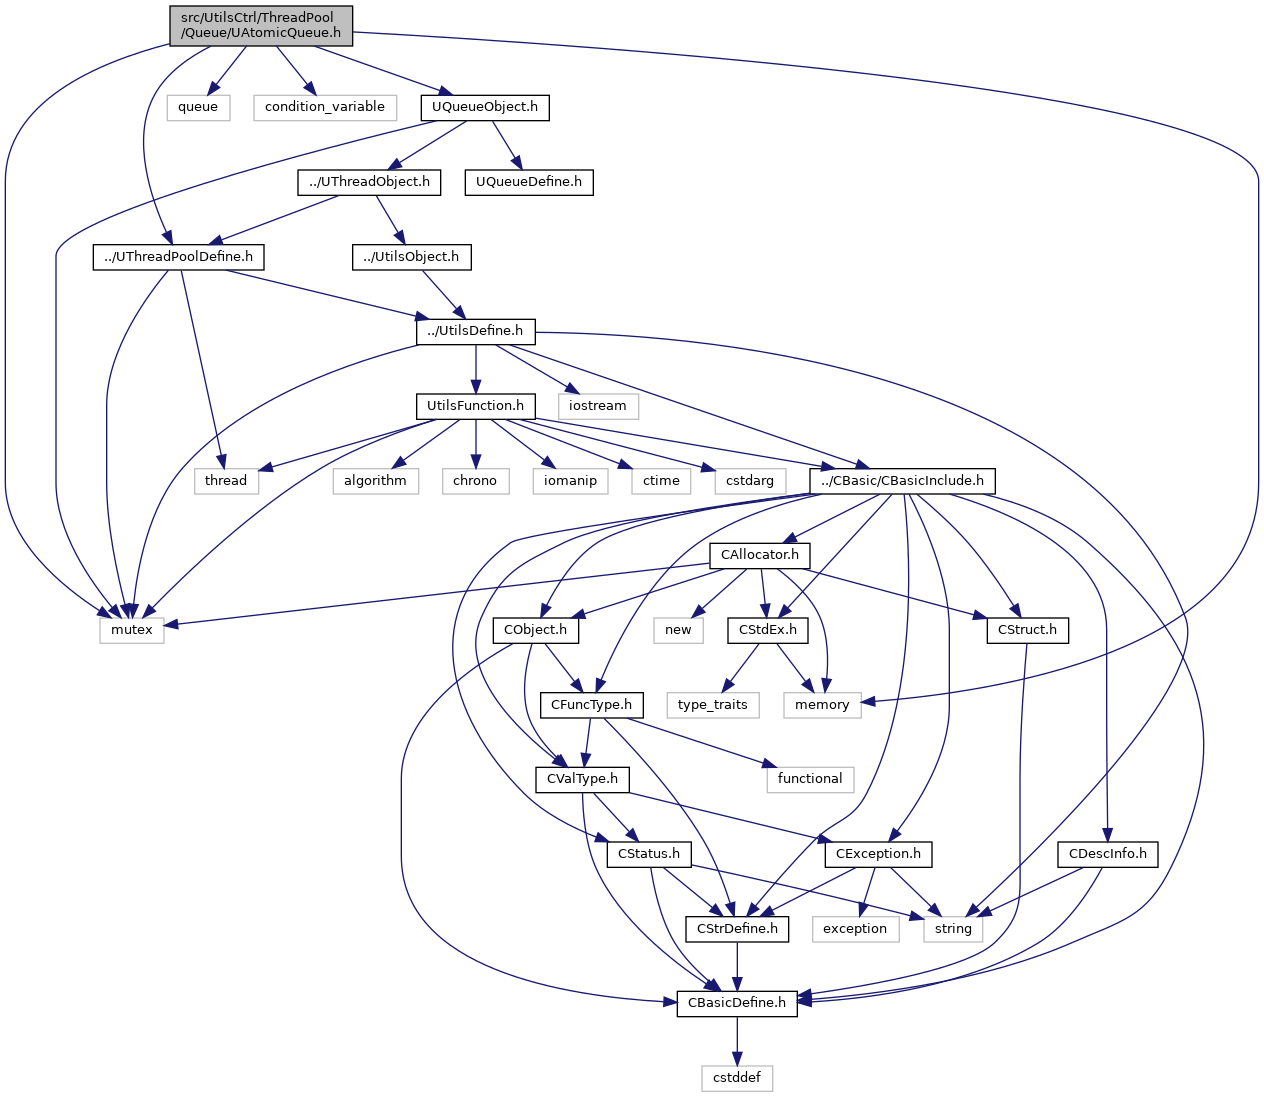 src/UtilsCtrl/ThreadPool
/Queue/UAtomicQueue.h
queue
condition_variable
UQueueObject.h
../UThreadObject.h
UQueueDefine.h
../UThreadPoolDefine.h
../UtilsObject.h
../UtilsDefine.h
UtilsFunction.h
iostream
thread
algorithm
chrono
iomanip
ctime
cstdarg
../CBasic/CBasicInclude.h
CAllocator.h
mutex
CObject.h
new
CStdEx.h
CStruct.h
CFuncType.h
type_traits
memory
CValType.h
functional
CStatus.h
CException.h
CDescInfo.h
CStrDefine.h
exception
string
CBasicDefine.h
cstddef